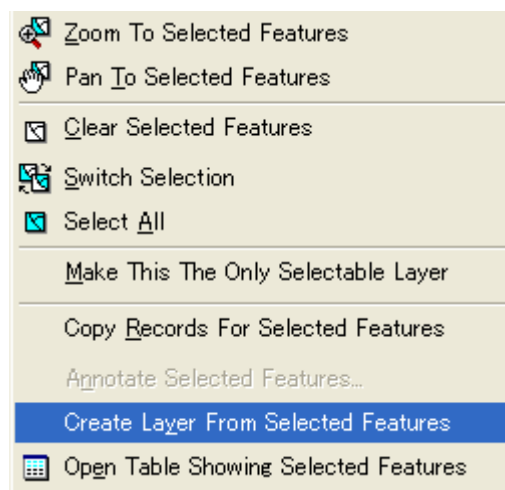 Zoom To Selected Features
Pan To Selected Features
Clear Selected Features
Switch Selection
Select All
Make This The Only Selectable Layer
Copy Records For Selected Features
Annotate Selected Features...
Create Layer From Selected Features
Open Table Showing Selected Features